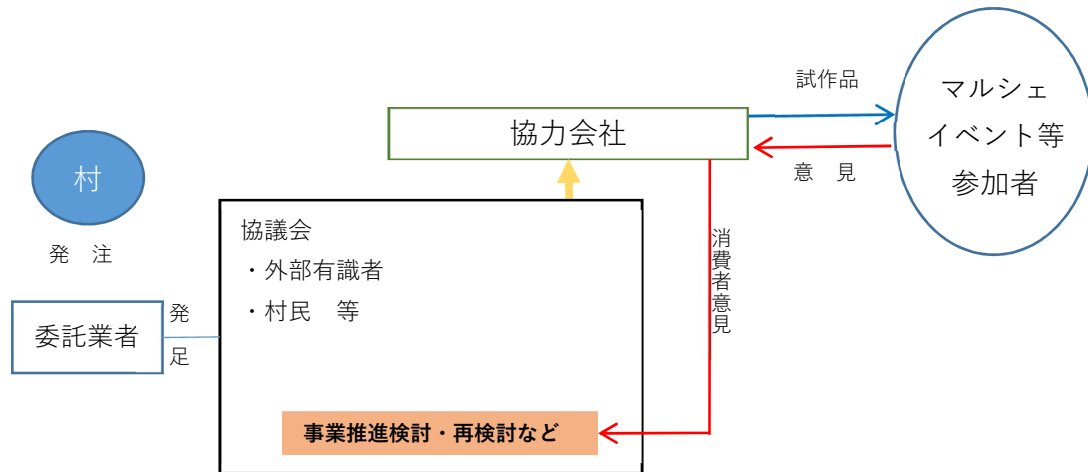 試作品
マルシェ
イベント等
参加者
協力会社
意　見
村
発　注
協議会
・外部有識者
・村民　等
消費者意見
委託業者
発
足
事業推進検討・再検討など